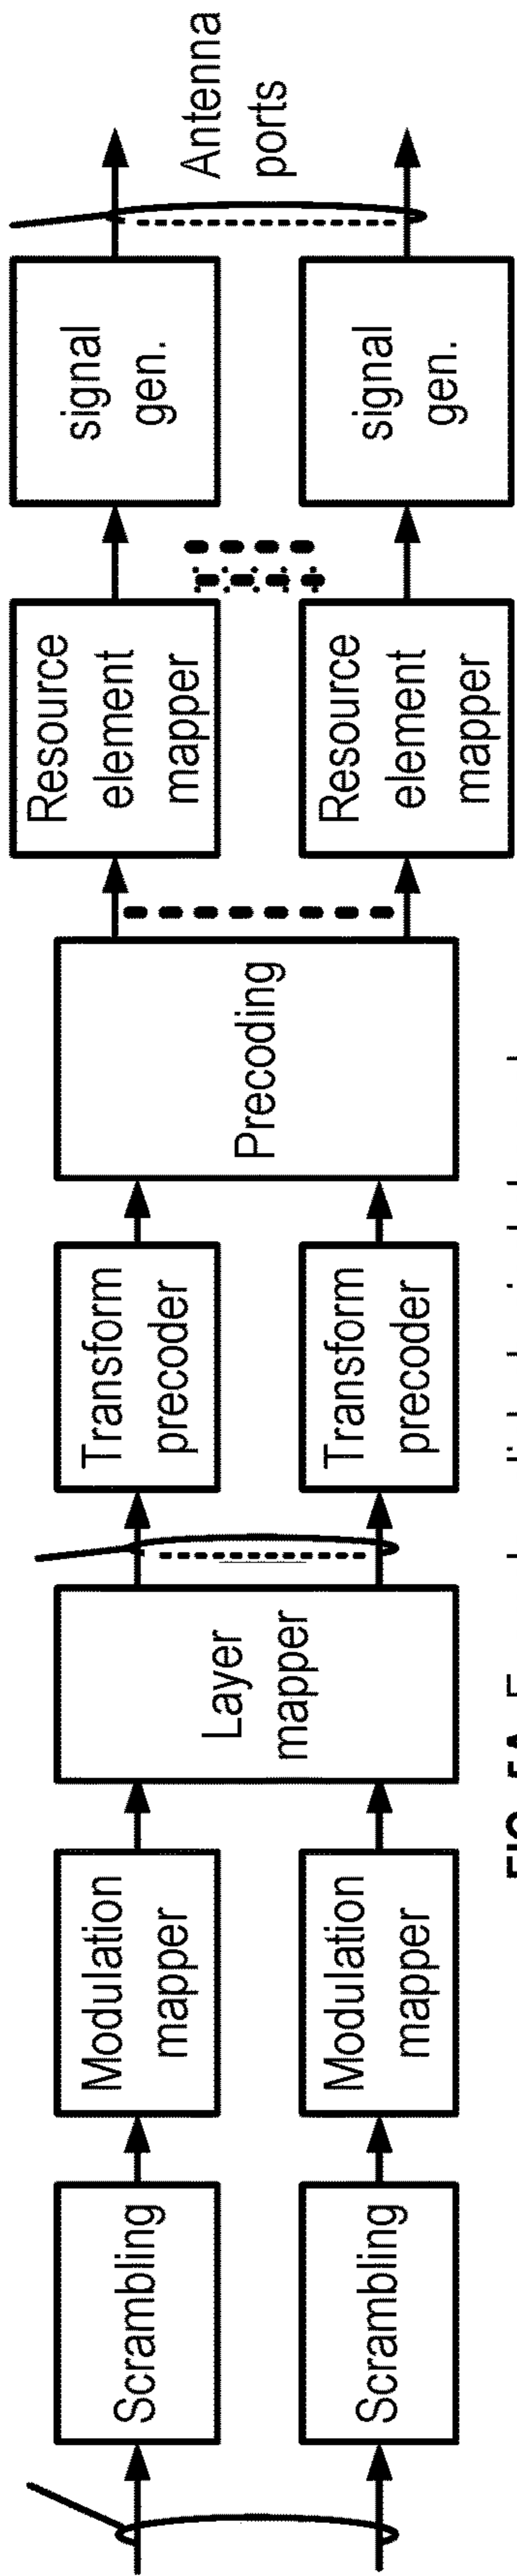 Scrambling
Scrambling
Modulation
mapper
Modulation
mapper
Layer
mapper
Transform
precoder
Transform
precoder
Precoding
Resource
element
mapper
Resource
element
mapper
signal
gen.
signal
gen.
Antenna
ports